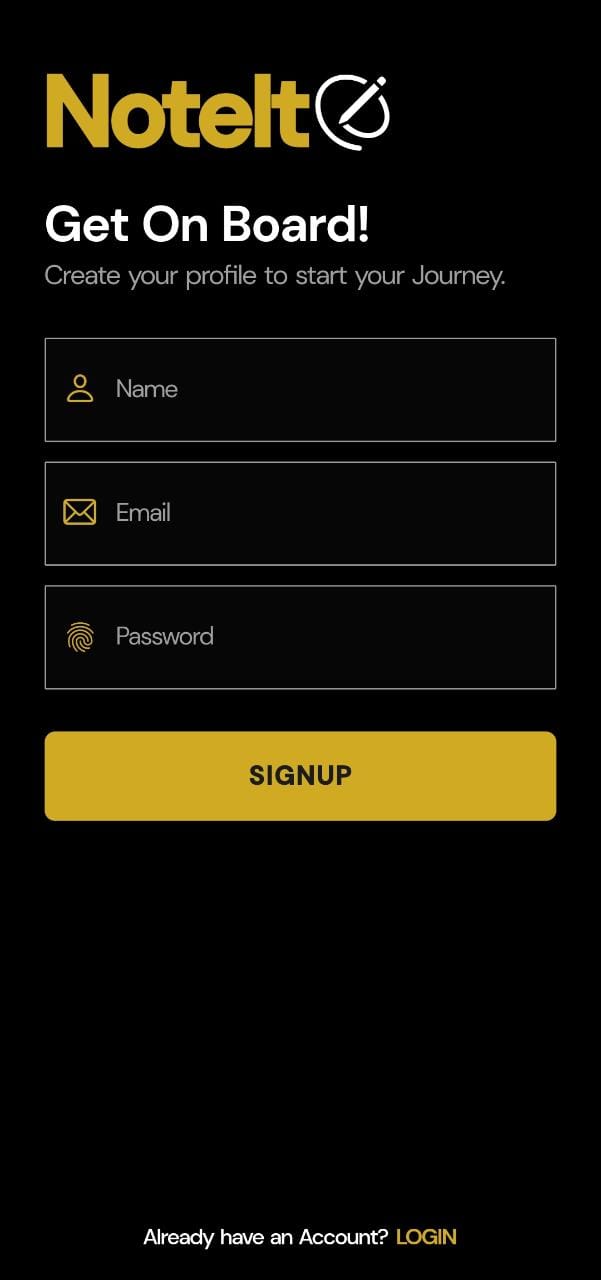 NoteIt
Get On Board!
Create your profile to start your Journey.
Name
Email
Password
SIGNUP
Already have an Account? LOGIN